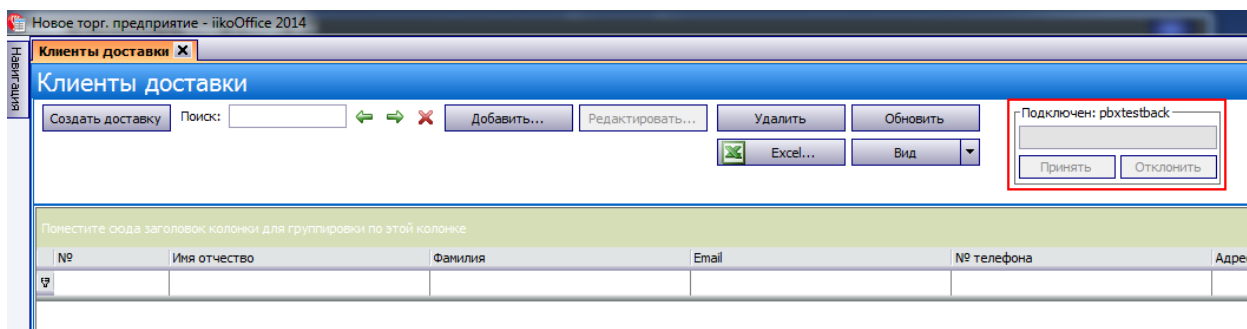 Новое торг. предприятие - iikoOffice 2014
Навигация
Клиенты доставки
Клиенты доставки
Создать доставку Поиск: Добавить... Редактировать... Удалить Обновить
Excel... Вид
Подключен: pbxtestback
Принять Отклонить
Поместите сюда заголовок колонки для группировки по этой колонке
№ Имя отчество Фамилия Email № телефона Адре